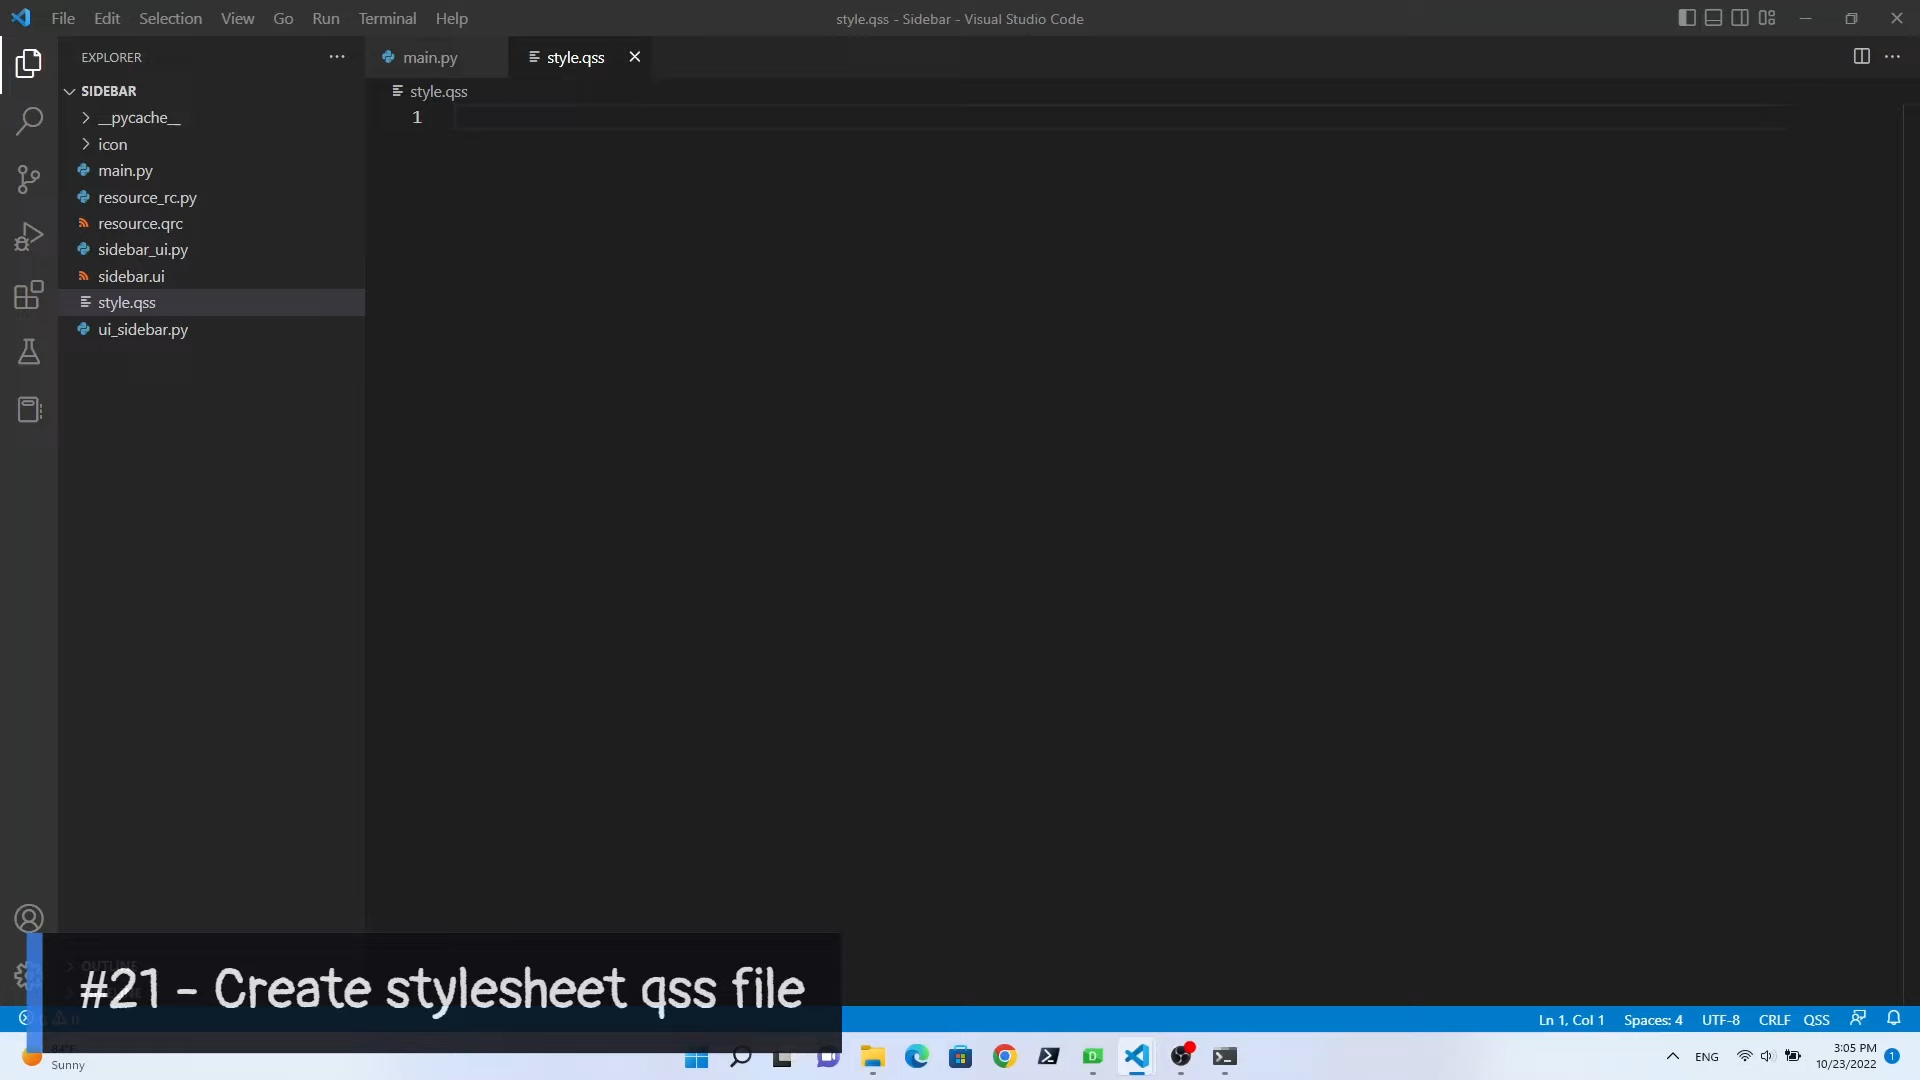 File Edit Selection View Go Run Terminal Help
style.qss - Sidebar - Visual Studio Code
EXPLORER
main.py
style.qss
SIDEBAR
style.qss
__pycache__
1
icon
main.py
resource_rc.py
resource.qrc
sidebar_ui.py
sidebar.ui
style.qss
ui_sidebar.py
OUTLINE
#21 - Create stylesheet qss file
Ln 1, Col 1 Spaces: 4 UTF-8 CRLF QSS
84°F
Sunny
ENG
3:05 PM
10/23/2022
1